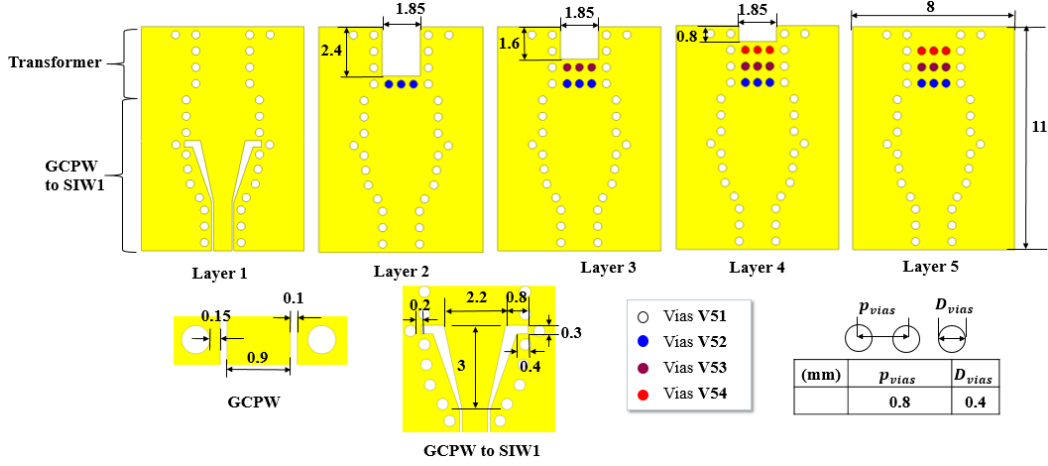 1.85
1.85
1.85
8
2.4
1.6
0.8
Transformer
11
GCPW
to SIW1
Layer 1
Layer 2
Layer 3
Layer 4
Layer 5
0.1
0.15
0.9
GCPW
0.2
2.2
0.8
0.3
3
0.4
GCPW to SIW1
Vias V51
Vias V52
Vias V53
Vias V54
p_vias D_vias
(mm) p_vias D_vias
0.8 0.4